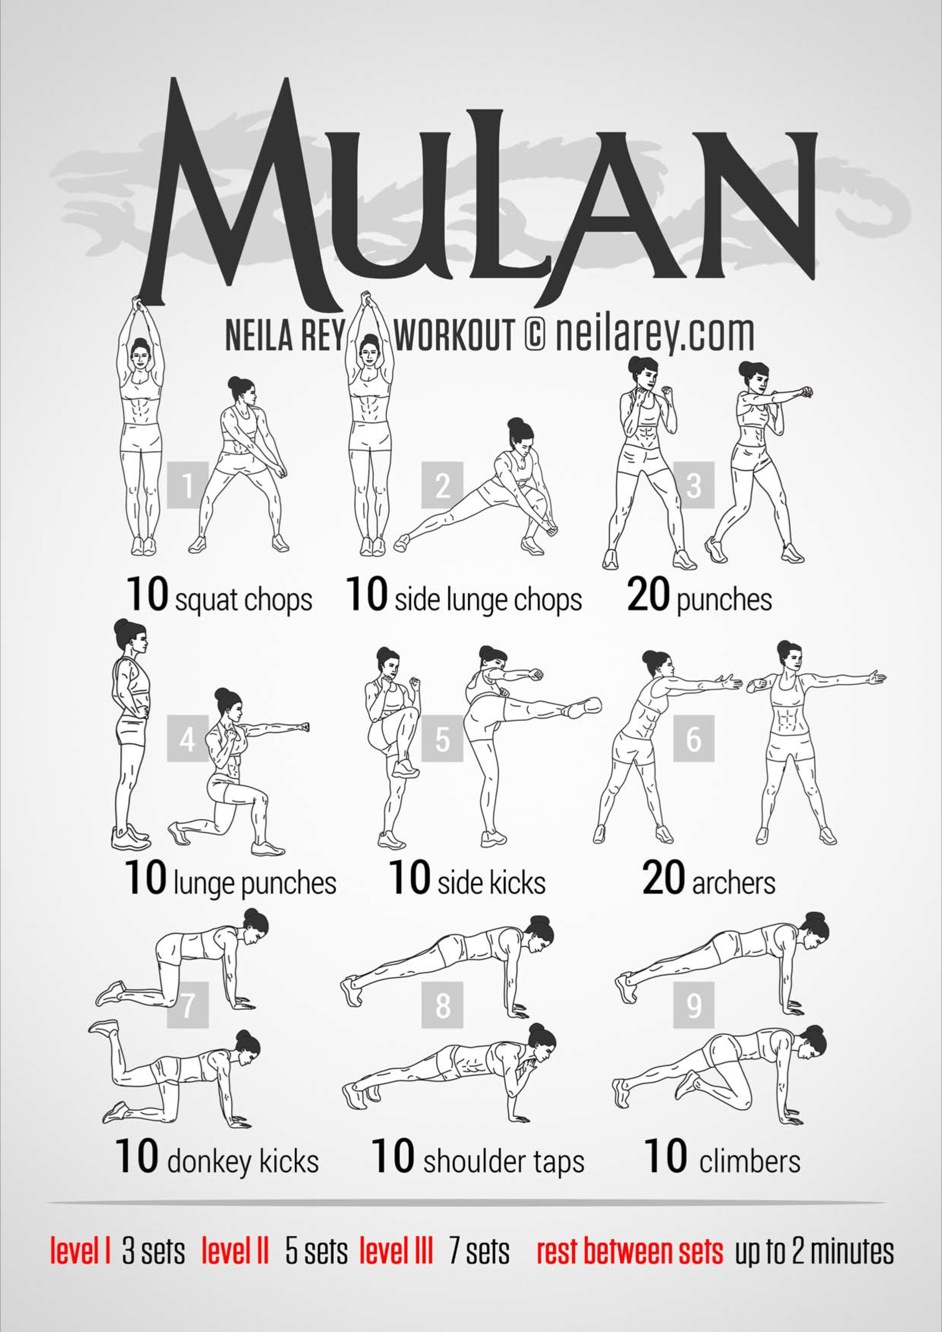 MULAN
NEILA REY WORKOUT © neilarey.com
1
2
3
10 squat chops
10 side lunge chops
20 punches
4
5
6
10 lunge punches
10 side kicks
20 archers
7
8
9
10 donkey kicks
10 shoulder taps
10 climbers
level I 3 sets level II 5 sets level III 7 sets rest between sets up to 2 minutes